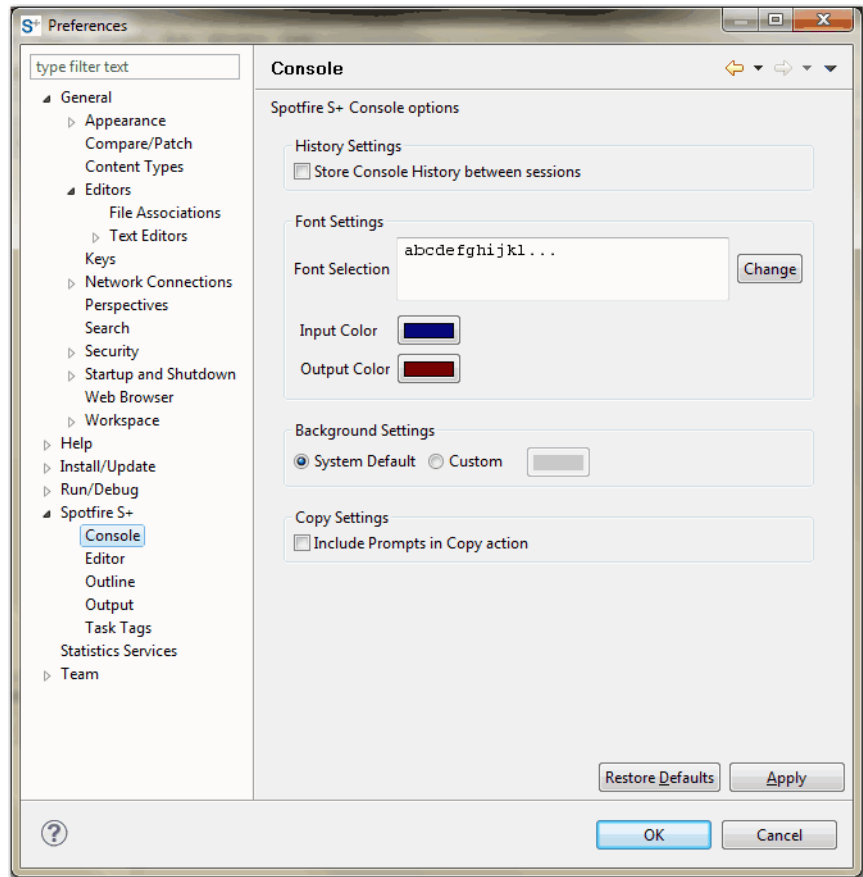 S+ Preferences
type filter text
General
Appearance
Compare/Patch
Content Types
Editors
File Associations
Text Editors
Keys
Network Connections
Perspectives
Search
Security
Startup and Shutdown
Web Browser
Workspace
Help
Install/Update
Run/Debug
Spotfire S+
Console
Editor
Outline
Output
Task Tags
Statistics Services
Team
Console
Spotfire S+ Console options
History Settings
Store Console History between sessions
Font Settings
Font Selection
abcdefghijkl...
Change
Input Color
Output Color
Background Settings
System Default Custom
Copy Settings
Include Prompts in Copy action
Restore Defaults Apply
? OK Cancel